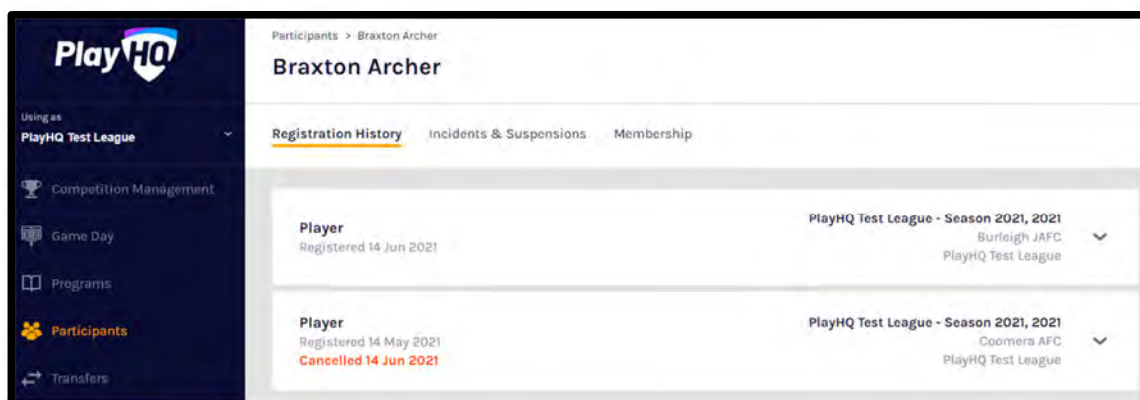 PlayHQ
Using as
PlayHQ Test League
Competition Management
Game Day
Programs
Participants
Transfers
Participants > Braxton Archer
Braxton Archer
Registration History Incidents & Suspensions Membership
Player
Registered 14 Jun 2021
PlayHQ Test League - Season 2021, 2021
Burleigh JAFC
PlayHQ Test League
Player
Registered 14 May 2021
Cancelled 14 Jun 2021
PlayHQ Test League - Season 2021, 2021
Coomera AFC
PlayHQ Test League